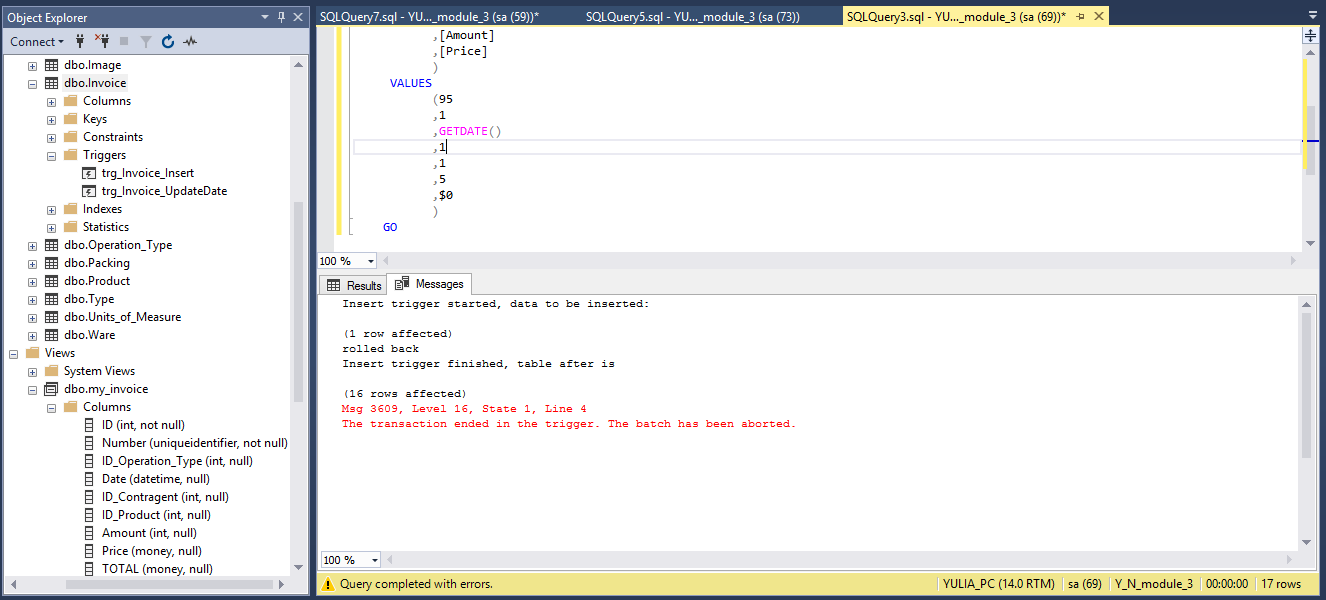 Object Explorer
Connect
dbo.Image
dbo.Invoice
Columns
Keys
Constraints
Triggers
trg_Invoice_Insert
trg_Invoice_UpdateDate
Indexes
Statistics
dbo.Operation_Type
dbo.Packing
dbo.Product
dbo.Type
dbo.Units_of_Measure
dbo.Ware
Views
System Views
dbo.my_invoice
Columns
ID (int, not null)
Number (uniqueidentifier, not null)
ID_Operation_Type (int, null)
Date (datetime, null)
ID_Contragent (int, null)
ID_Product (int, null)
Amount (int, null)
Price (money, null)
TOTAL (money, null)
SQLQuery7.sql - YU..._module_3 (sa (59))* SQLQuery5.sql - YU..._module_3 (sa (73)) SQLQuery3.sql - YU..._module_3 (sa (69))*
,[Amount]
,[Price]
)
VALUES
(95
,1
,GETDATE()
,1
,1
,5
,$0
)
GO
100 %
Results Messages
Insert trigger started, data to be inserted:
(1 row affected)
rolled back
Insert trigger finished, table after is
(16 rows affected)
Msg 3609, Level 16, State 1, Line 4
The transaction ended in the trigger. The batch has been aborted.
100 %
Query completed with errors. YULIA_PC (14.0 RTM) sa (69) Y_N_module_3 00:00:00 17 rows